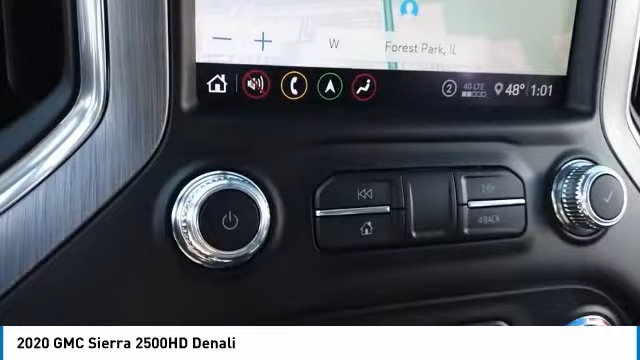 W
Forest Park, IL
2 4G LTE 48° 1:01
BACK
2020 GMC Sierra 2500HD Denali